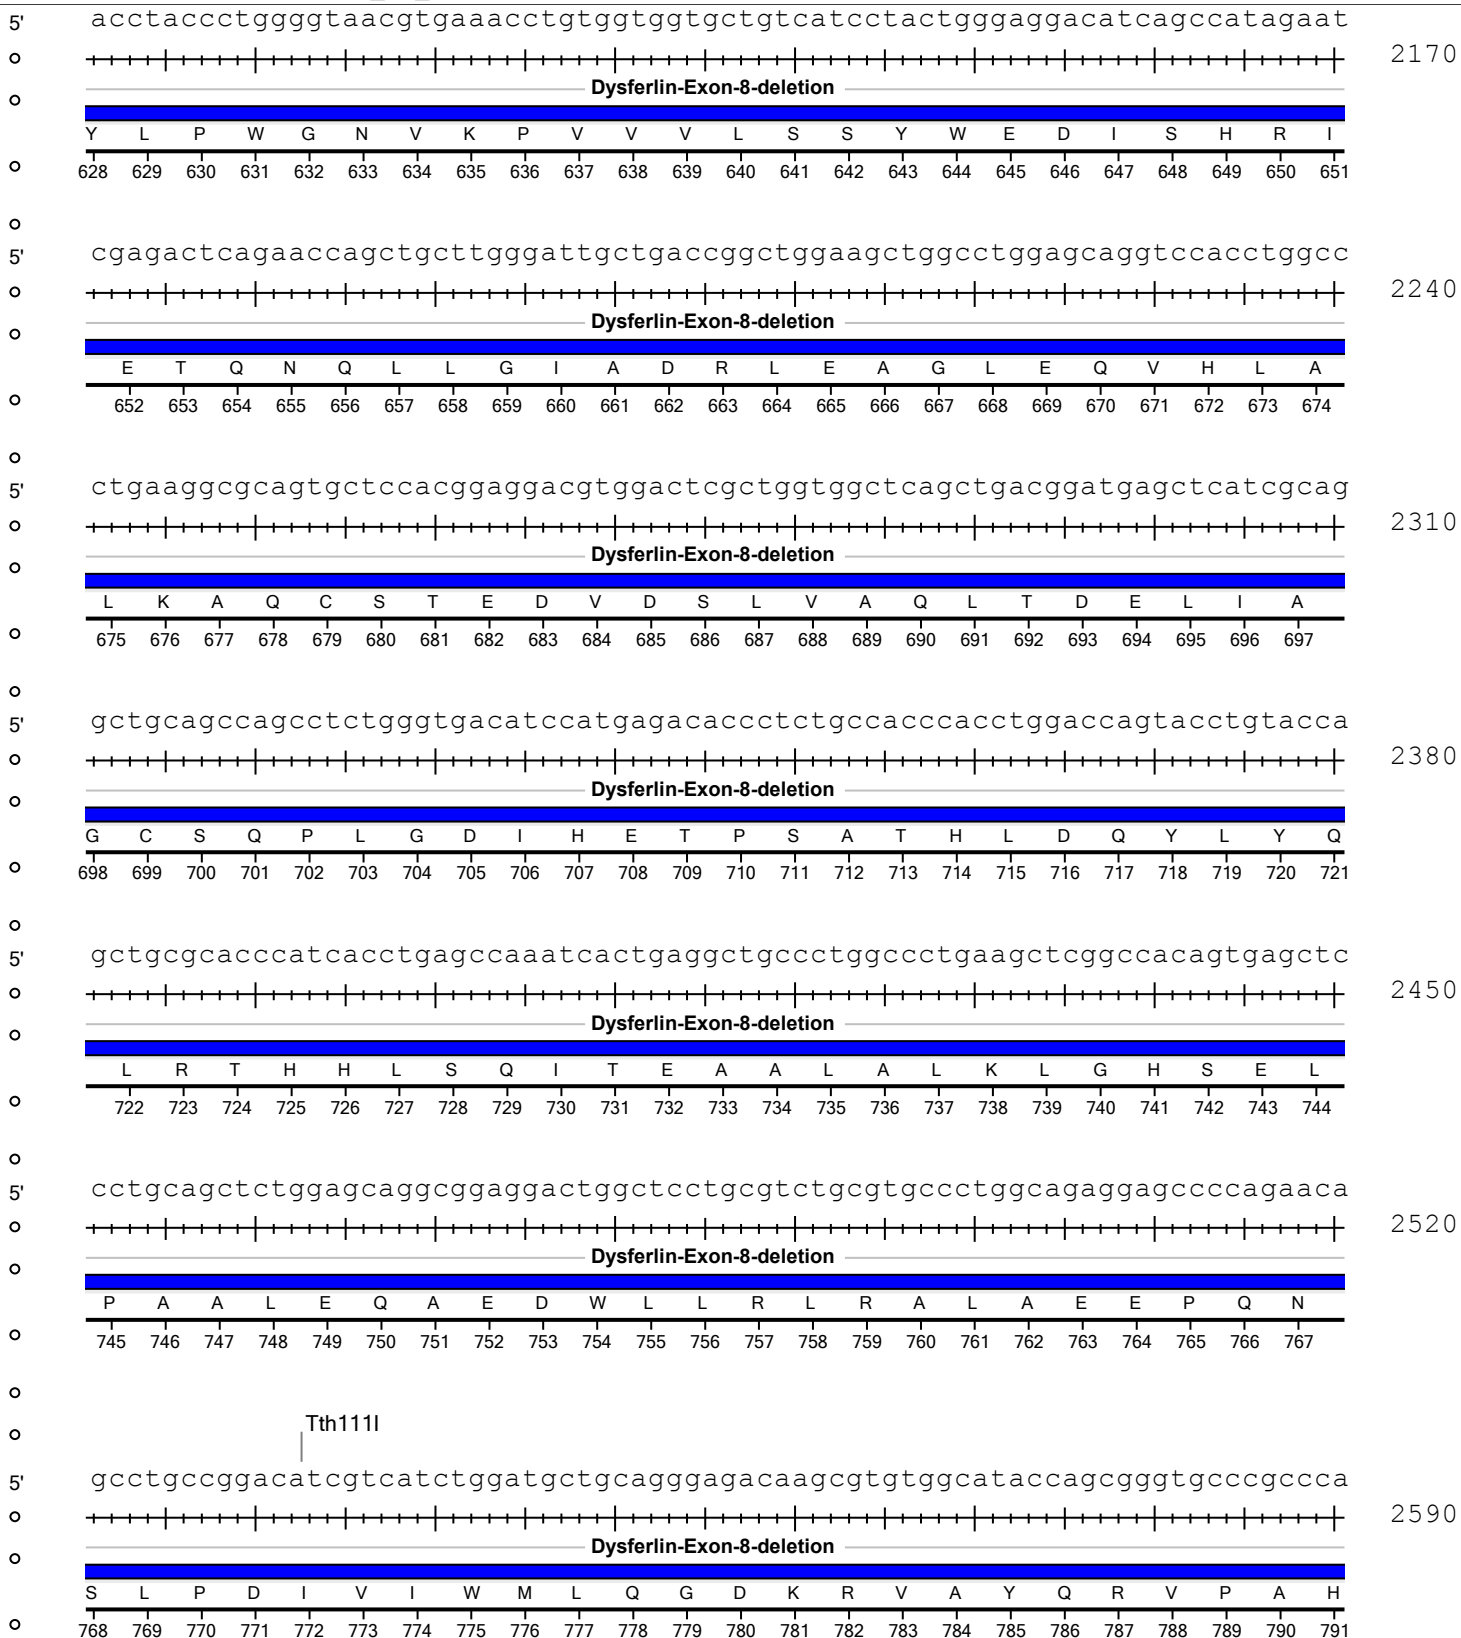 5' acctaccctggggtaacgtgaaacctgtggtggtgctgtcatcctactgggaggacatcagccatagaat
2170
Dysferlin-Exon-8-deletion
Y L P W G N V K P V V V L S S Y W E D I S H R I
628 629 630 631 632 633 634 635 636 637 638 639 640 641 642 643 644 645 646 647 648 649 650 651
5' cgagactcagaaccagctgcttgggattgctgaccggctggaagctggcctggagcaggtccacctggcc
2240
Dysferlin-Exon-8-deletion
E T Q N Q L L G I A D R L E A G L E Q V H L A
652 653 654 655 656 657 658 659 660 661 662 663 664 665 666 667 668 669 670 671 672 673 674
5' ctgaaggcgcagtgctccacggaggacgtggactcgctggtggctcagctgacggatgagctcatcgcag
2310
Dysferlin-Exon-8-deletion
L K A Q C S T E D V D S L V A Q L T D E L I A
675 676 677 678 679 680 681 682 683 684 685 686 687 688 689 690 691 692 693 694 695 696 697
5' gctgcagccagcctctgggtgacatccatgagacaccctctgccacccacctggaccagtacctgtacca
2380
Dysferlin-Exon-8-deletion
G C S Q P L G D I H E T P S A T H L D Q Y L Y Q
698 699 700 701 702 703 704 705 706 707 708 709 710 711 712 713 714 715 716 717 718 719 720 721
5' gctgcgcacccatcacctgagccaaatcactgaggctgccctggccctgaagctcggccacagtgagctc
2450
Dysferlin-Exon-8-deletion
L R T H H L S Q I T E A A L A L K L G H S E L
722 723 724 725 726 727 728 729 730 731 732 733 734 735 736 737 738 739 740 741 742 743 744
5' cctgcagctctggagcaggcggaggactggctcctgcgtctgcgtgccctggcagaggagccccagaaca
2520
Dysferlin-Exon-8-deletion
P A A L E Q A E D W L L R L R A L A E E P Q N
745 746 747 748 749 750 751 752 753 754 755 756 757 758 759 760 761 762 763 764 765 766 767
Tth111I
5' gcctgccggacatcgtcatctggatgctgcagggagacaagcgtgtggcataccagcgggtgcccgccca
2590
Dysferlin-Exon-8-deletion
S L P D I V I W M L Q G D K R V A Y Q R V P A H
768 769 770 771 772 773 774 775 776 777 778 779 780 781 782 783 784 785 786 787 788 789 790 791